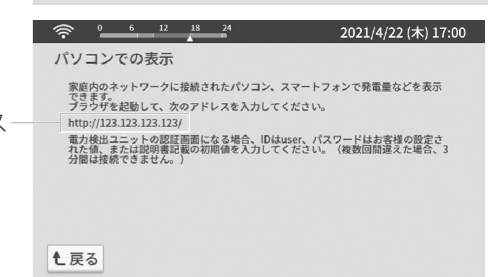 0 6 12 18 24 2021/4/22 (木) 17:00
パソコンでの表示
家庭内のネットワークに接続されたパソコン、スマートフォンで発電量などを表示
できます。
ブラウザを起動して、次のアドレスを入力してください。
ス
http://123.123.123.123/
電力検出ユニットの認証画面になる場合、IDはuser、パスワードはお客様の設定さ
れた値、または説明書記載の初期値を入力してください。（複数回間違えた場合、3
分間は接続できません。）
戻る